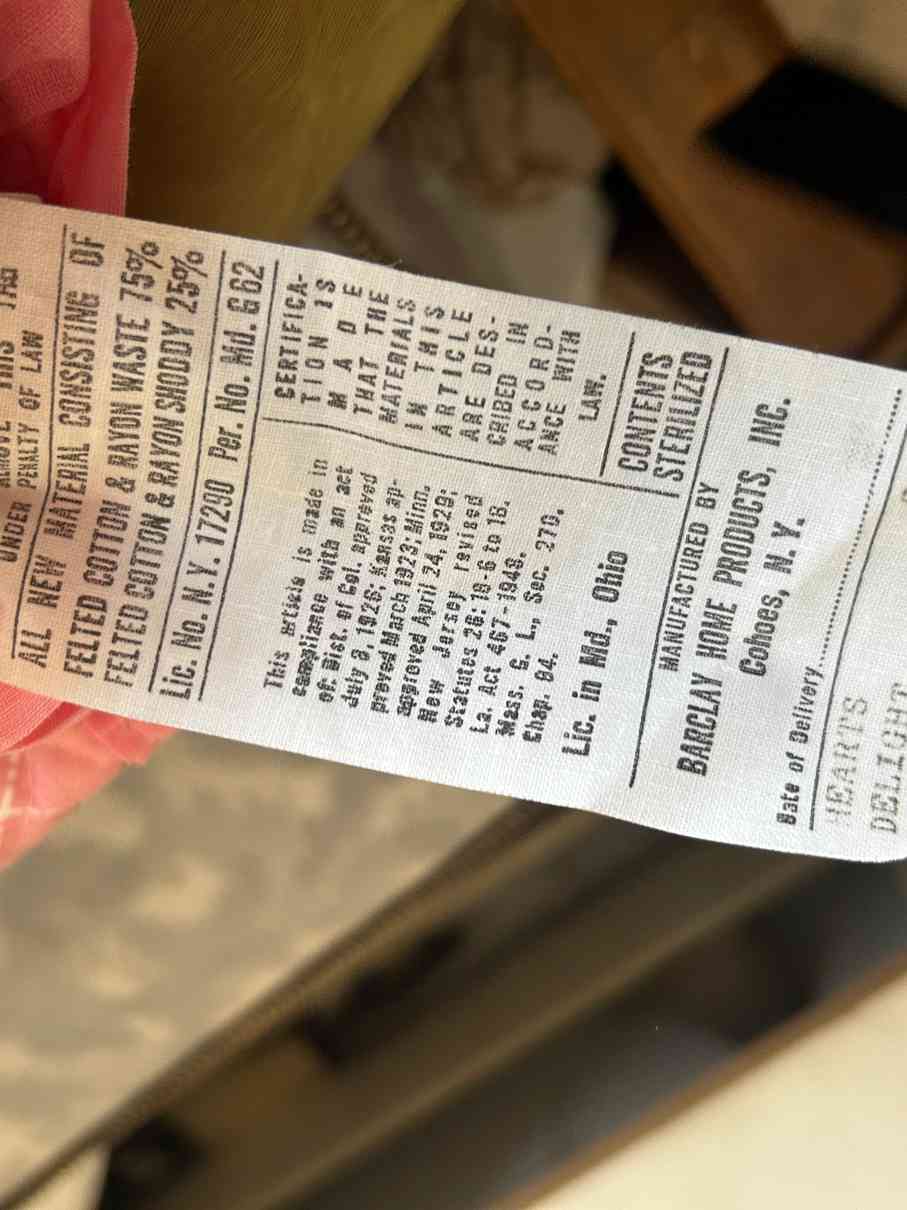 UNDER PENALTY OF LAW
ALL NEW MATERIAL CONSISTING OF
FELTED COTTON & RAYON WASTE 75%
FELTED COTTON & RAYON SHODDY 25%
Lic. No. N.Y. 17290 Per. No. Md. G 62
This article is made in
compliance with an act
of Dist. of Col. approved
July 3, 1926; Kansas ap-
proved March 1923; Minn.
approved April 24, 1929;
New Jersey revised
Statutes 26: 10-6 to 18.
La. Act 467-1948.
Mass. G. L., Sec. 270,
Chap. 94.
Lic. in Md., Ohio
CERTIFICA-
TION IS
MADE
THAT THE
MATERIALS
IN THIS
ARTICLE
ARE DES-
CRIBED IN
ACCORD-
ANCE WITH
LAW.
CONTENTS
STERILIZED
MANUFACTURED BY
BARCLAY HOME PRODUCTS, INC.
Cohoes, N. Y.
Date of Delivery
HEARTS
DELIGHT